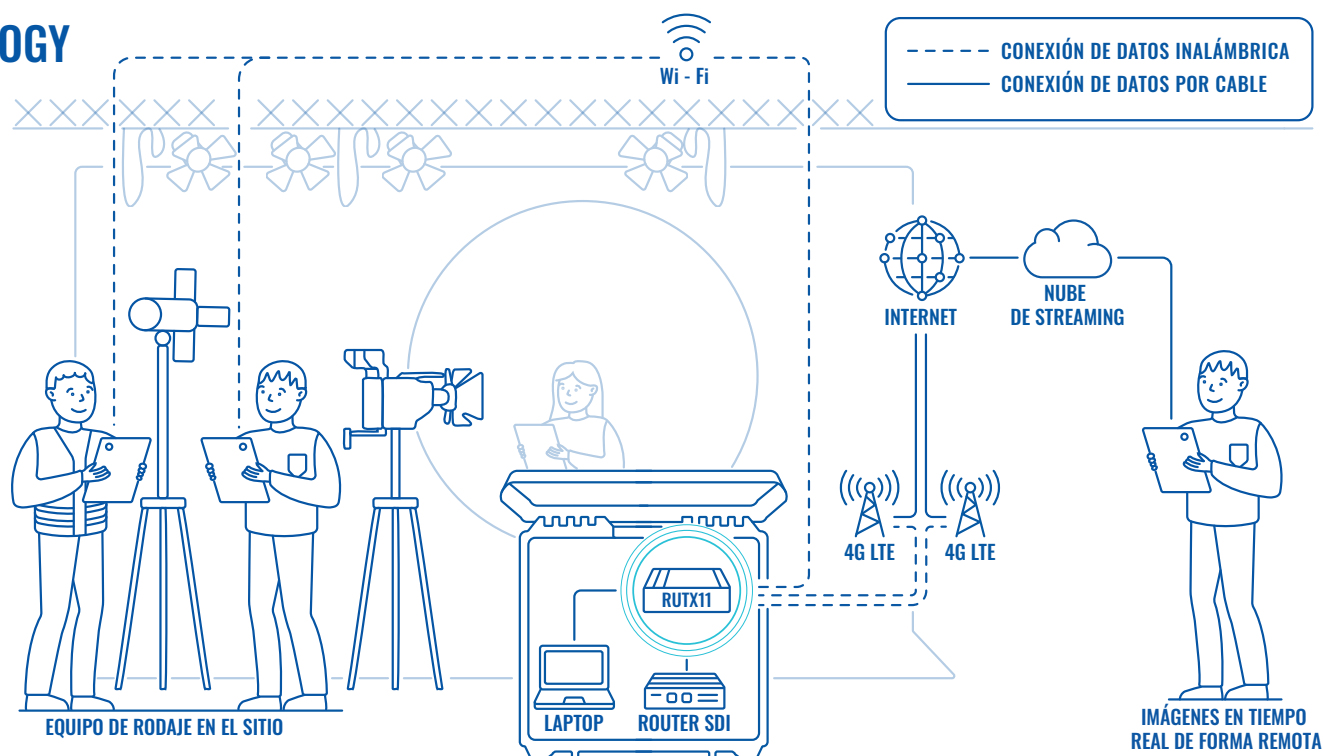 OGY
Wi - Fi
CONEXIÓN DE DATOS INALÁMBRICA
CONEXIÓN DE DATOS POR CABLE
INTERNET
NUBE
DE STREAMING
4G LTE
4G LTE
RUTX11
LAPTOP
ROUTER SDI
EQUIPO DE RODAJE EN EL SITIO
IMÁGENES EN TIEMPO
REAL DE FORMA REMOTA